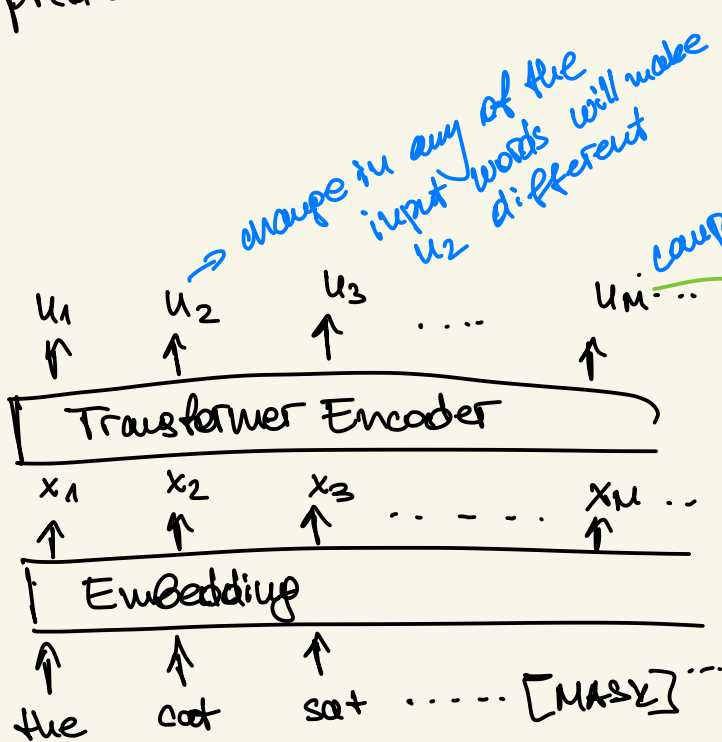 change in any of the
input words will make
u2 different
u1 u2 u3 .... uM ...
Transformer Encoder
x1 x2 x3 ..... xM ..
Embedding
the cat sat ..... [MASK] ...